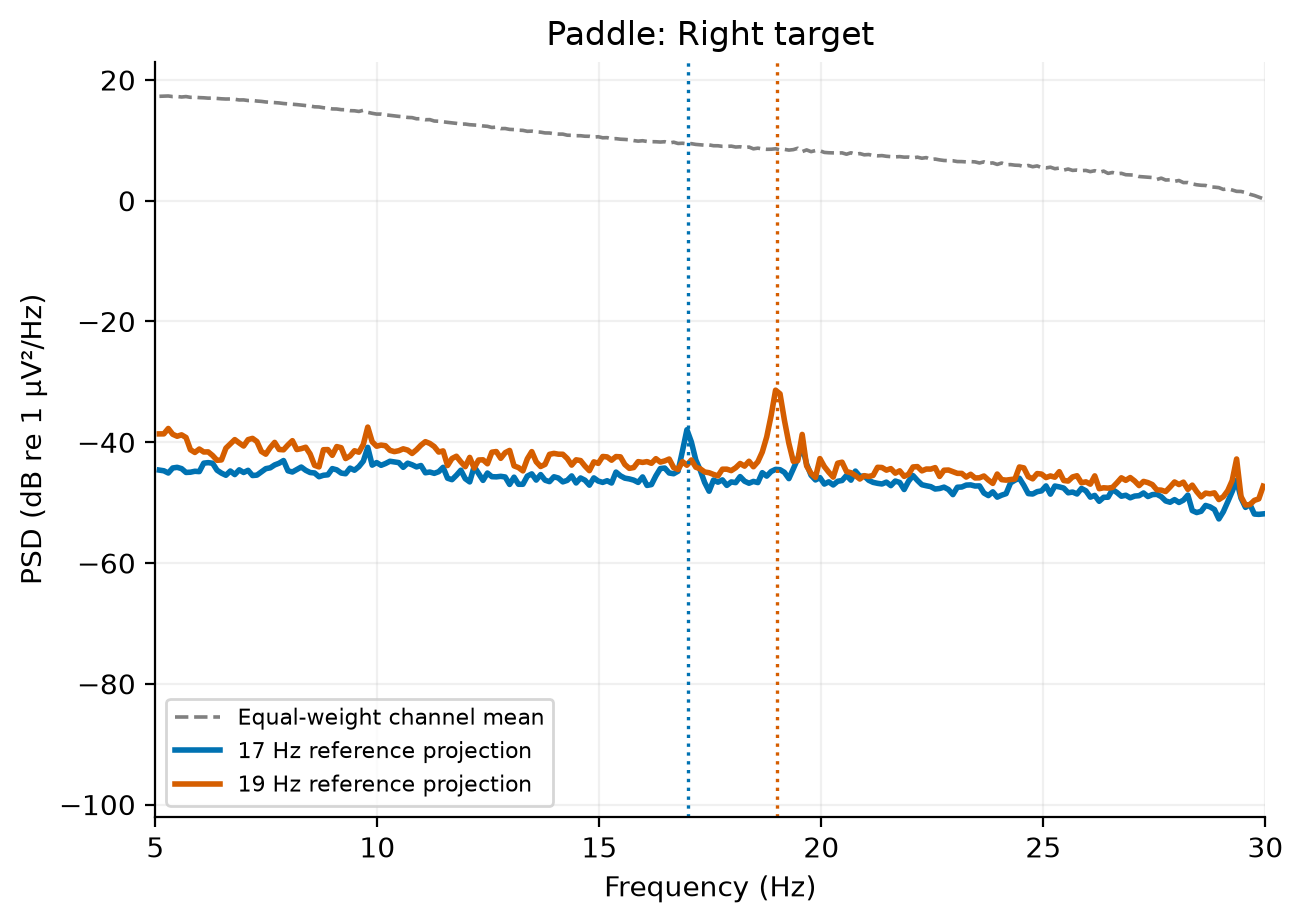 Paddle: Right target
20
0
−20
−40
−60
−80
−100
PSD (dB re 1 µV²/Hz)
Equal-weight channel mean
17 Hz reference projection
19 Hz reference projection
5
10
15
20
25
30
Frequency (Hz)